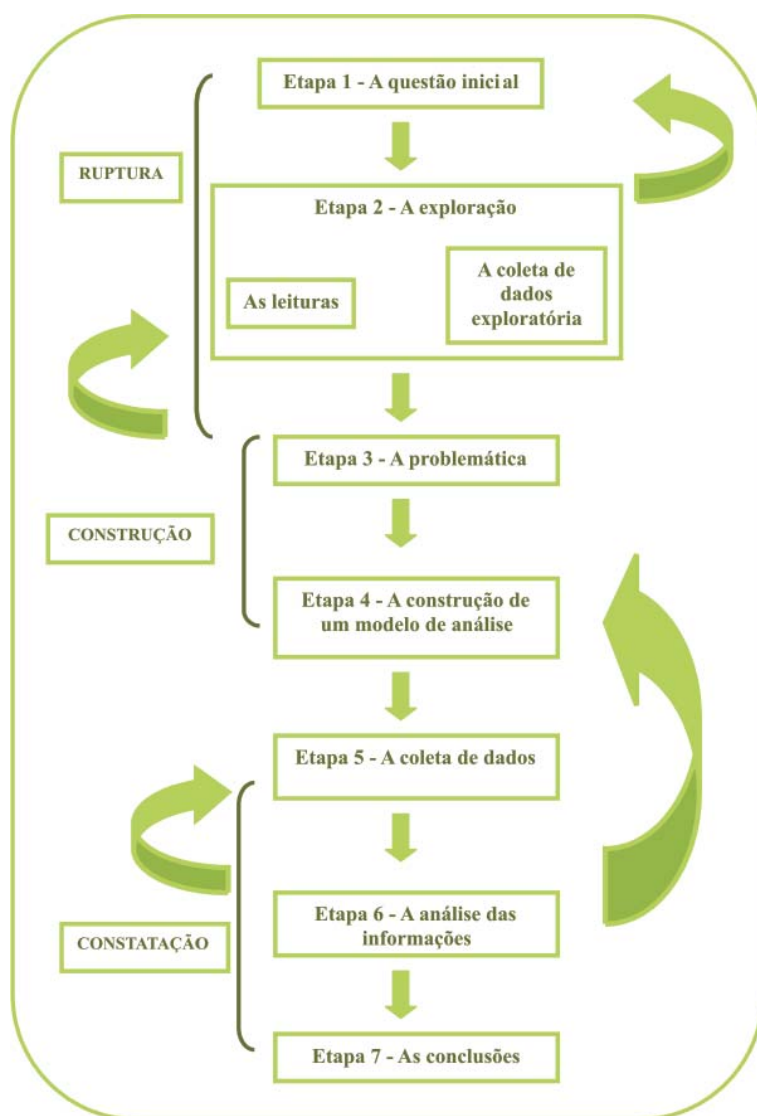 Etapa 1 - A questão inicial
RUPTURA
Etapa 2 - A exploração
As leituras
A coleta de
dados
exploratória
Etapa 3 - A problemática
CONSTRUÇÃO
Etapa 4 - A construção de
um modelo de análise
Etapa 5 - A coleta de dados
Etapa 6 - A análise das
informações
CONSTATAÇÃO
Etapa 7 - As conclusões